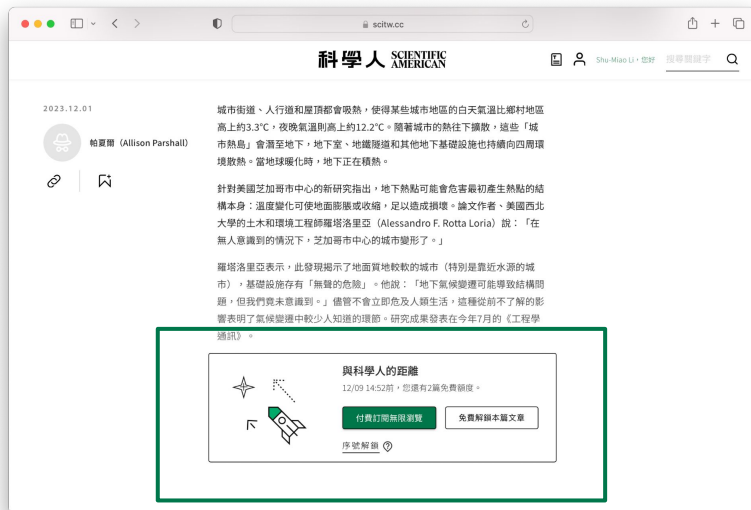 scitw.cc
科學人 SCIENTIFIC AMERICAN
Shu-Miao Li，您好
搜尋關鍵字
2023.12.01
帕夏爾（Allison Parshall）
城市街道、人行道和屋頂都會吸熱，使得某些城市地區的白天氣溫比鄉村地區
高上約3.3°C，夜晚氣溫則高上約12.2°C。隨著城市的熱往下擴散，這些「城
市熱島」會潛至地下，地下室、地鐵隧道和其他地下基礎設施也持續向四周環
境散熱。當地球暖化時，地下正在積熱。
針對美國芝加哥市中心的新研究指出，地下熱點可能會危害最初產生熱點的結
構本身：溫度變化可使地面膨脹或收縮，足以造成損壞。論文作者、美國西北
大學的土木和環境工程師羅塔洛里亞（Alessandro F. Rotta Loria）說：「在
無人意識到的情況下，芝加哥市中心的城市變形了。」
羅塔洛里亞表示，此發現揭示了地面質地較軟的城市（特別是靠近水源的城
市），基礎設施存有「無聲的危險」。他說：「地下氣候變遷可能導致結構問
題，但我們竟未意識到。」儘管不會立即危及人類生活，這種從前不了解的影
響表明了氣候變遷中較少人知道的環節。研究成果發表在今年7月的《工程學
通訊》。
與科學人的距離
12/09 14:52前，您還有2篇免費額度。
付費訂閱無限瀏覽
免費解鎖本篇文章
序號解鎖